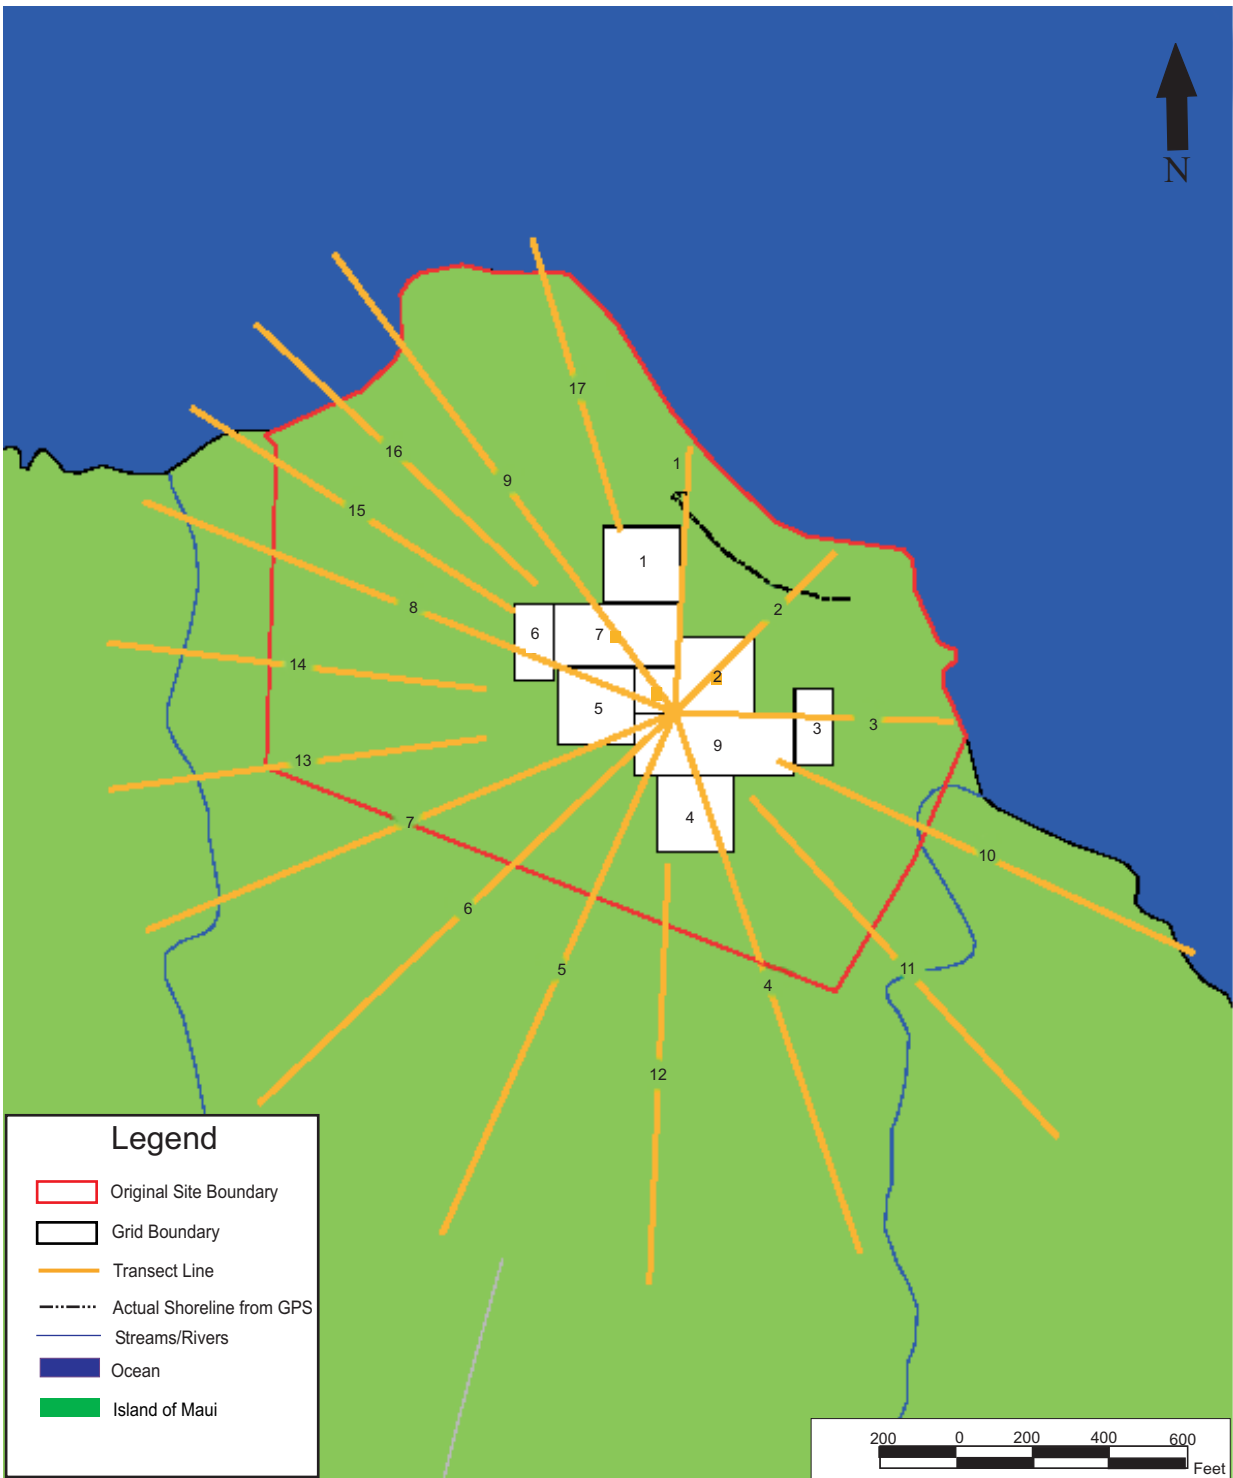 N
17
1
9
16
15
1
2
8
6
7
14
2
5
3
3
9
13
4
7
10
6
5
11
4
12
Legend
Original Site Boundary
Grid Boundary
Transect Line
Actual Shoreline from GPS
Streams/Rivers
Ocean
Island of Maui
200 0 200 400 600
Feet